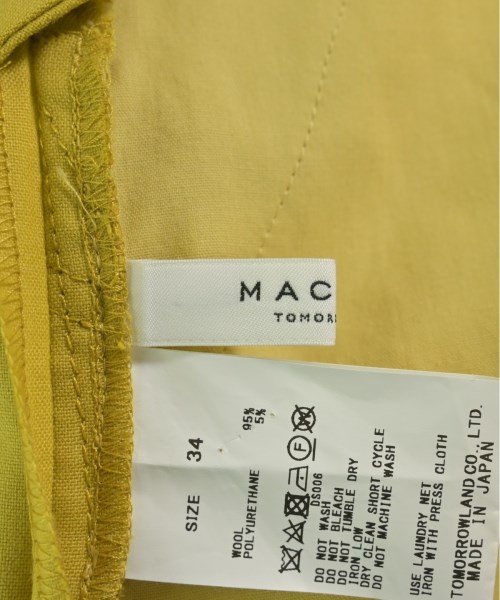 MAC
TOMOR
SIZE 34
WOOL 95%
POLYURETHANE 5%
DS006
DO NOT WASH
DO NOT BLEACH
DO NOT TUMBLE DRY
IRON LOW
DRY CLEAN SHORT CYCLE
DO NOT MACHINE WASH
USE LAUNDRY NET
IRON WITH PRESS CLOTH
TOMORROWLAND CO., LTD.
MADE IN JAPAN